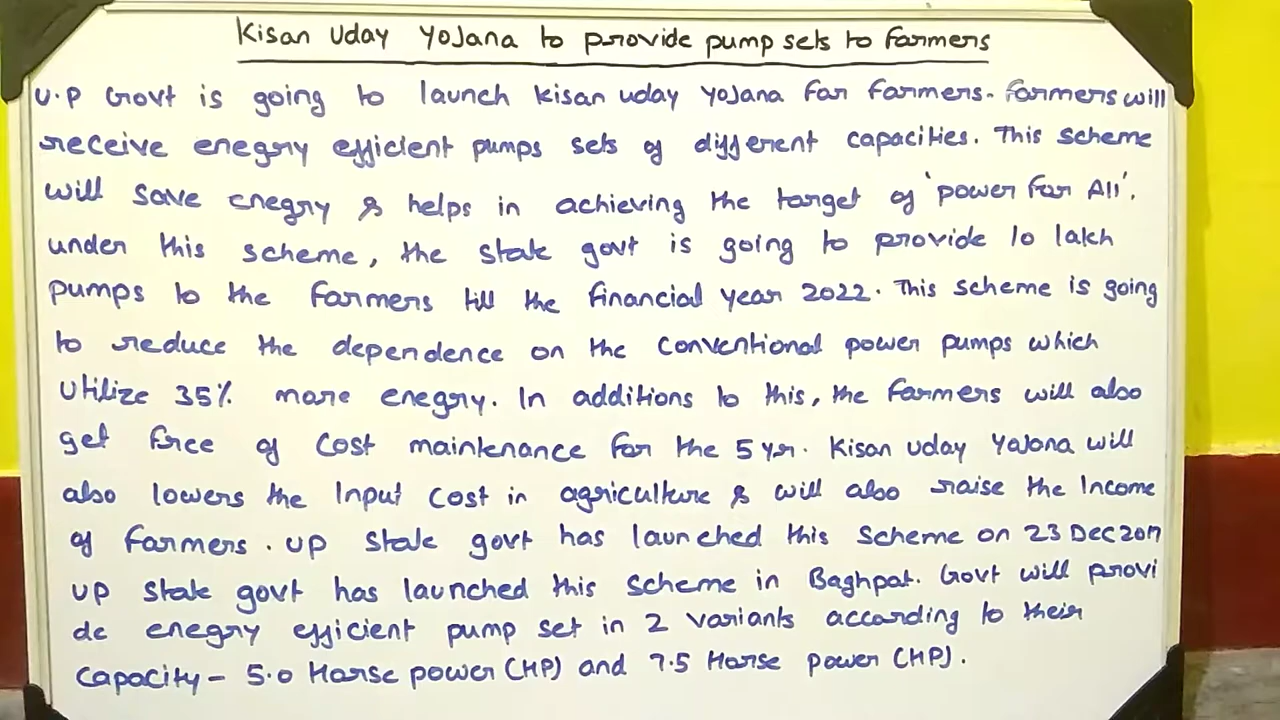 Kisan Uday Yojana to provide pump sets to farmers
U.P Govt is going to launch Kisan uday Yojana for farmers. Farmers will
receive enegry efficient pumps sets of different capacities. This scheme
will save enegry & helps in achieving the target of 'power for All'.
under this scheme, the state govt is going to provide 10 lakh
pumps to the farmers till the financial year 2022. This scheme is going
to reduce the dependence on the conventional power pumps which
utilize 35% more enegry. In additions to this, the farmers will also
get free of cost maintenance for the 5 yr. Kisan uday Yojona will
also lowers the Input cost in agriculture & will also raise the Income
of farmers. UP state govt has launched this scheme on 23 Dec 2017
UP state govt has launched this scheme in Baghpat. Govt will provi
de enegry efficient pump set in 2 variants according to their
capacity - 5.0 Horse power (HP) and 7.5 Horse power (HP).